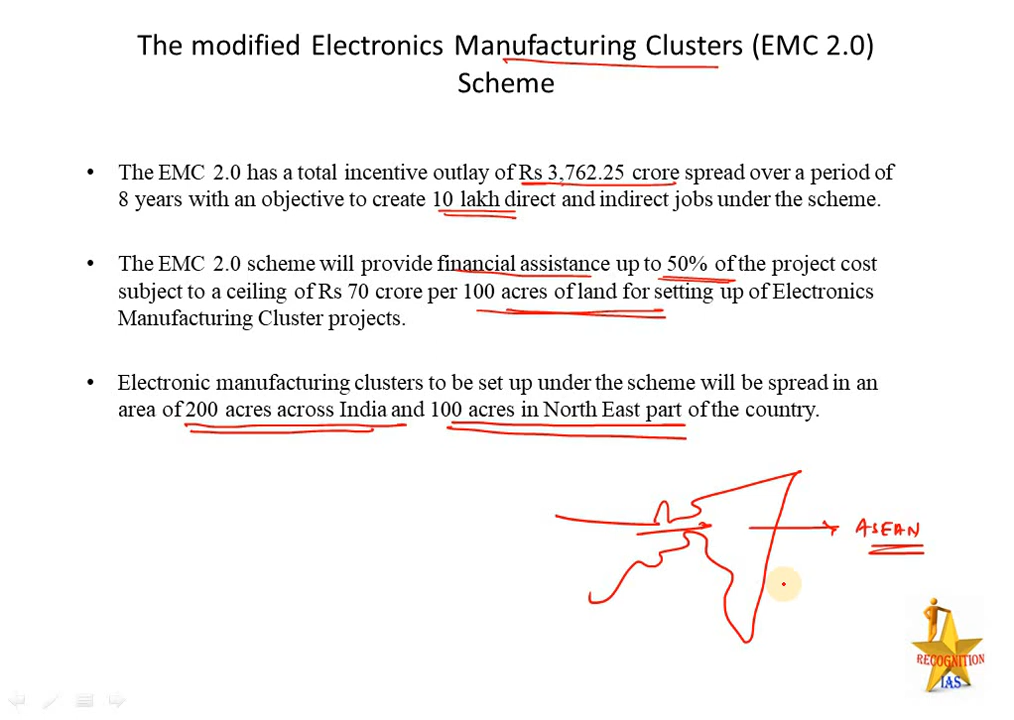 The modified Electronics Manufacturing Clusters (EMC 2.0)
Scheme
• The EMC 2.0 has a total incentive outlay of Rs 3,762.25 crore spread over a period of
8 years with an objective to create 10 lakh direct and indirect jobs under the scheme.
• The EMC 2.0 scheme will provide financial assistance up to 50% of the project cost
subject to a ceiling of Rs 70 crore per 100 acres of land for setting up of Electronics
Manufacturing Cluster projects.
• Electronic manufacturing clusters to be set up under the scheme will be spread in an
area of 200 acres across India and 100 acres in North East part of the country.
ASEAN
RECOGNITION
IAS